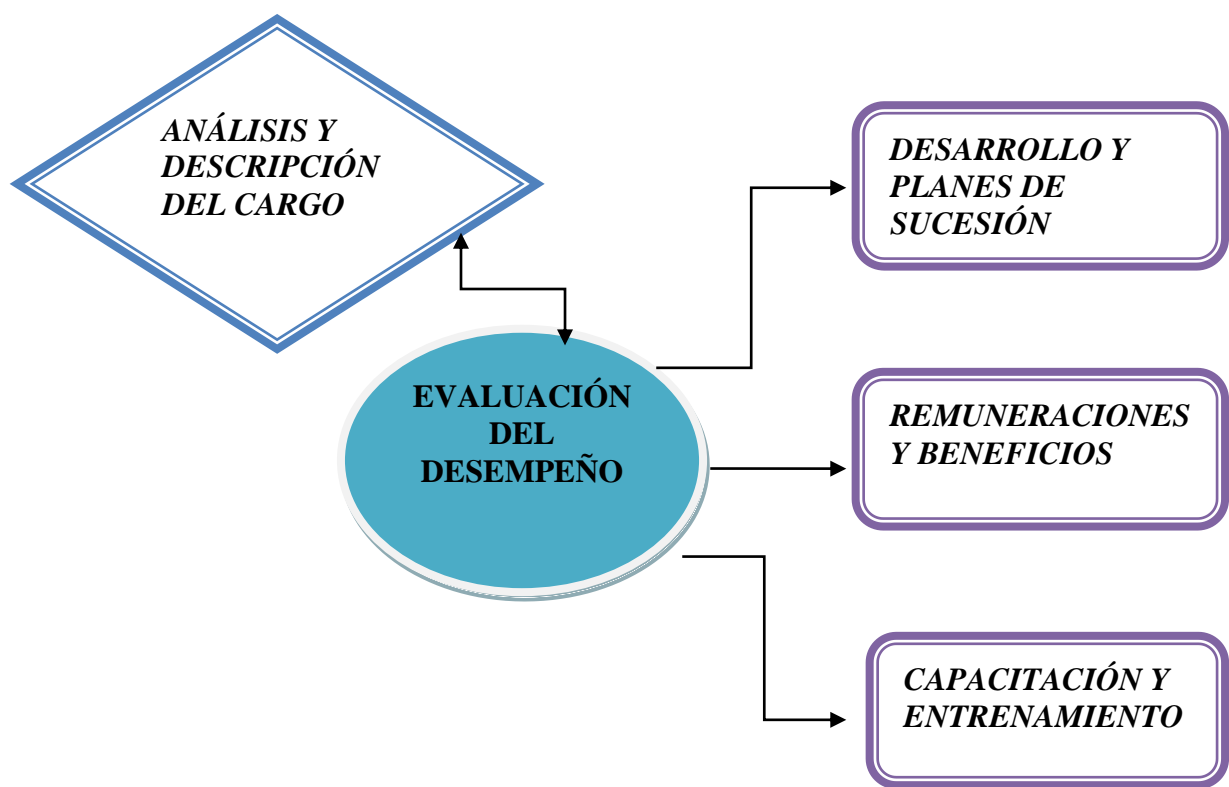 ANÁLISIS Y
DESCRIPCIÓN
DEL CARGO
DESARROLLO Y
PLANES DE
SUCESIÓN
EVALUACIÓN
DEL
DESEMPEÑO
REMUNERACIONES
Y BENEFICIOS
CAPACITACIÓN Y
ENTRENAMIENTO